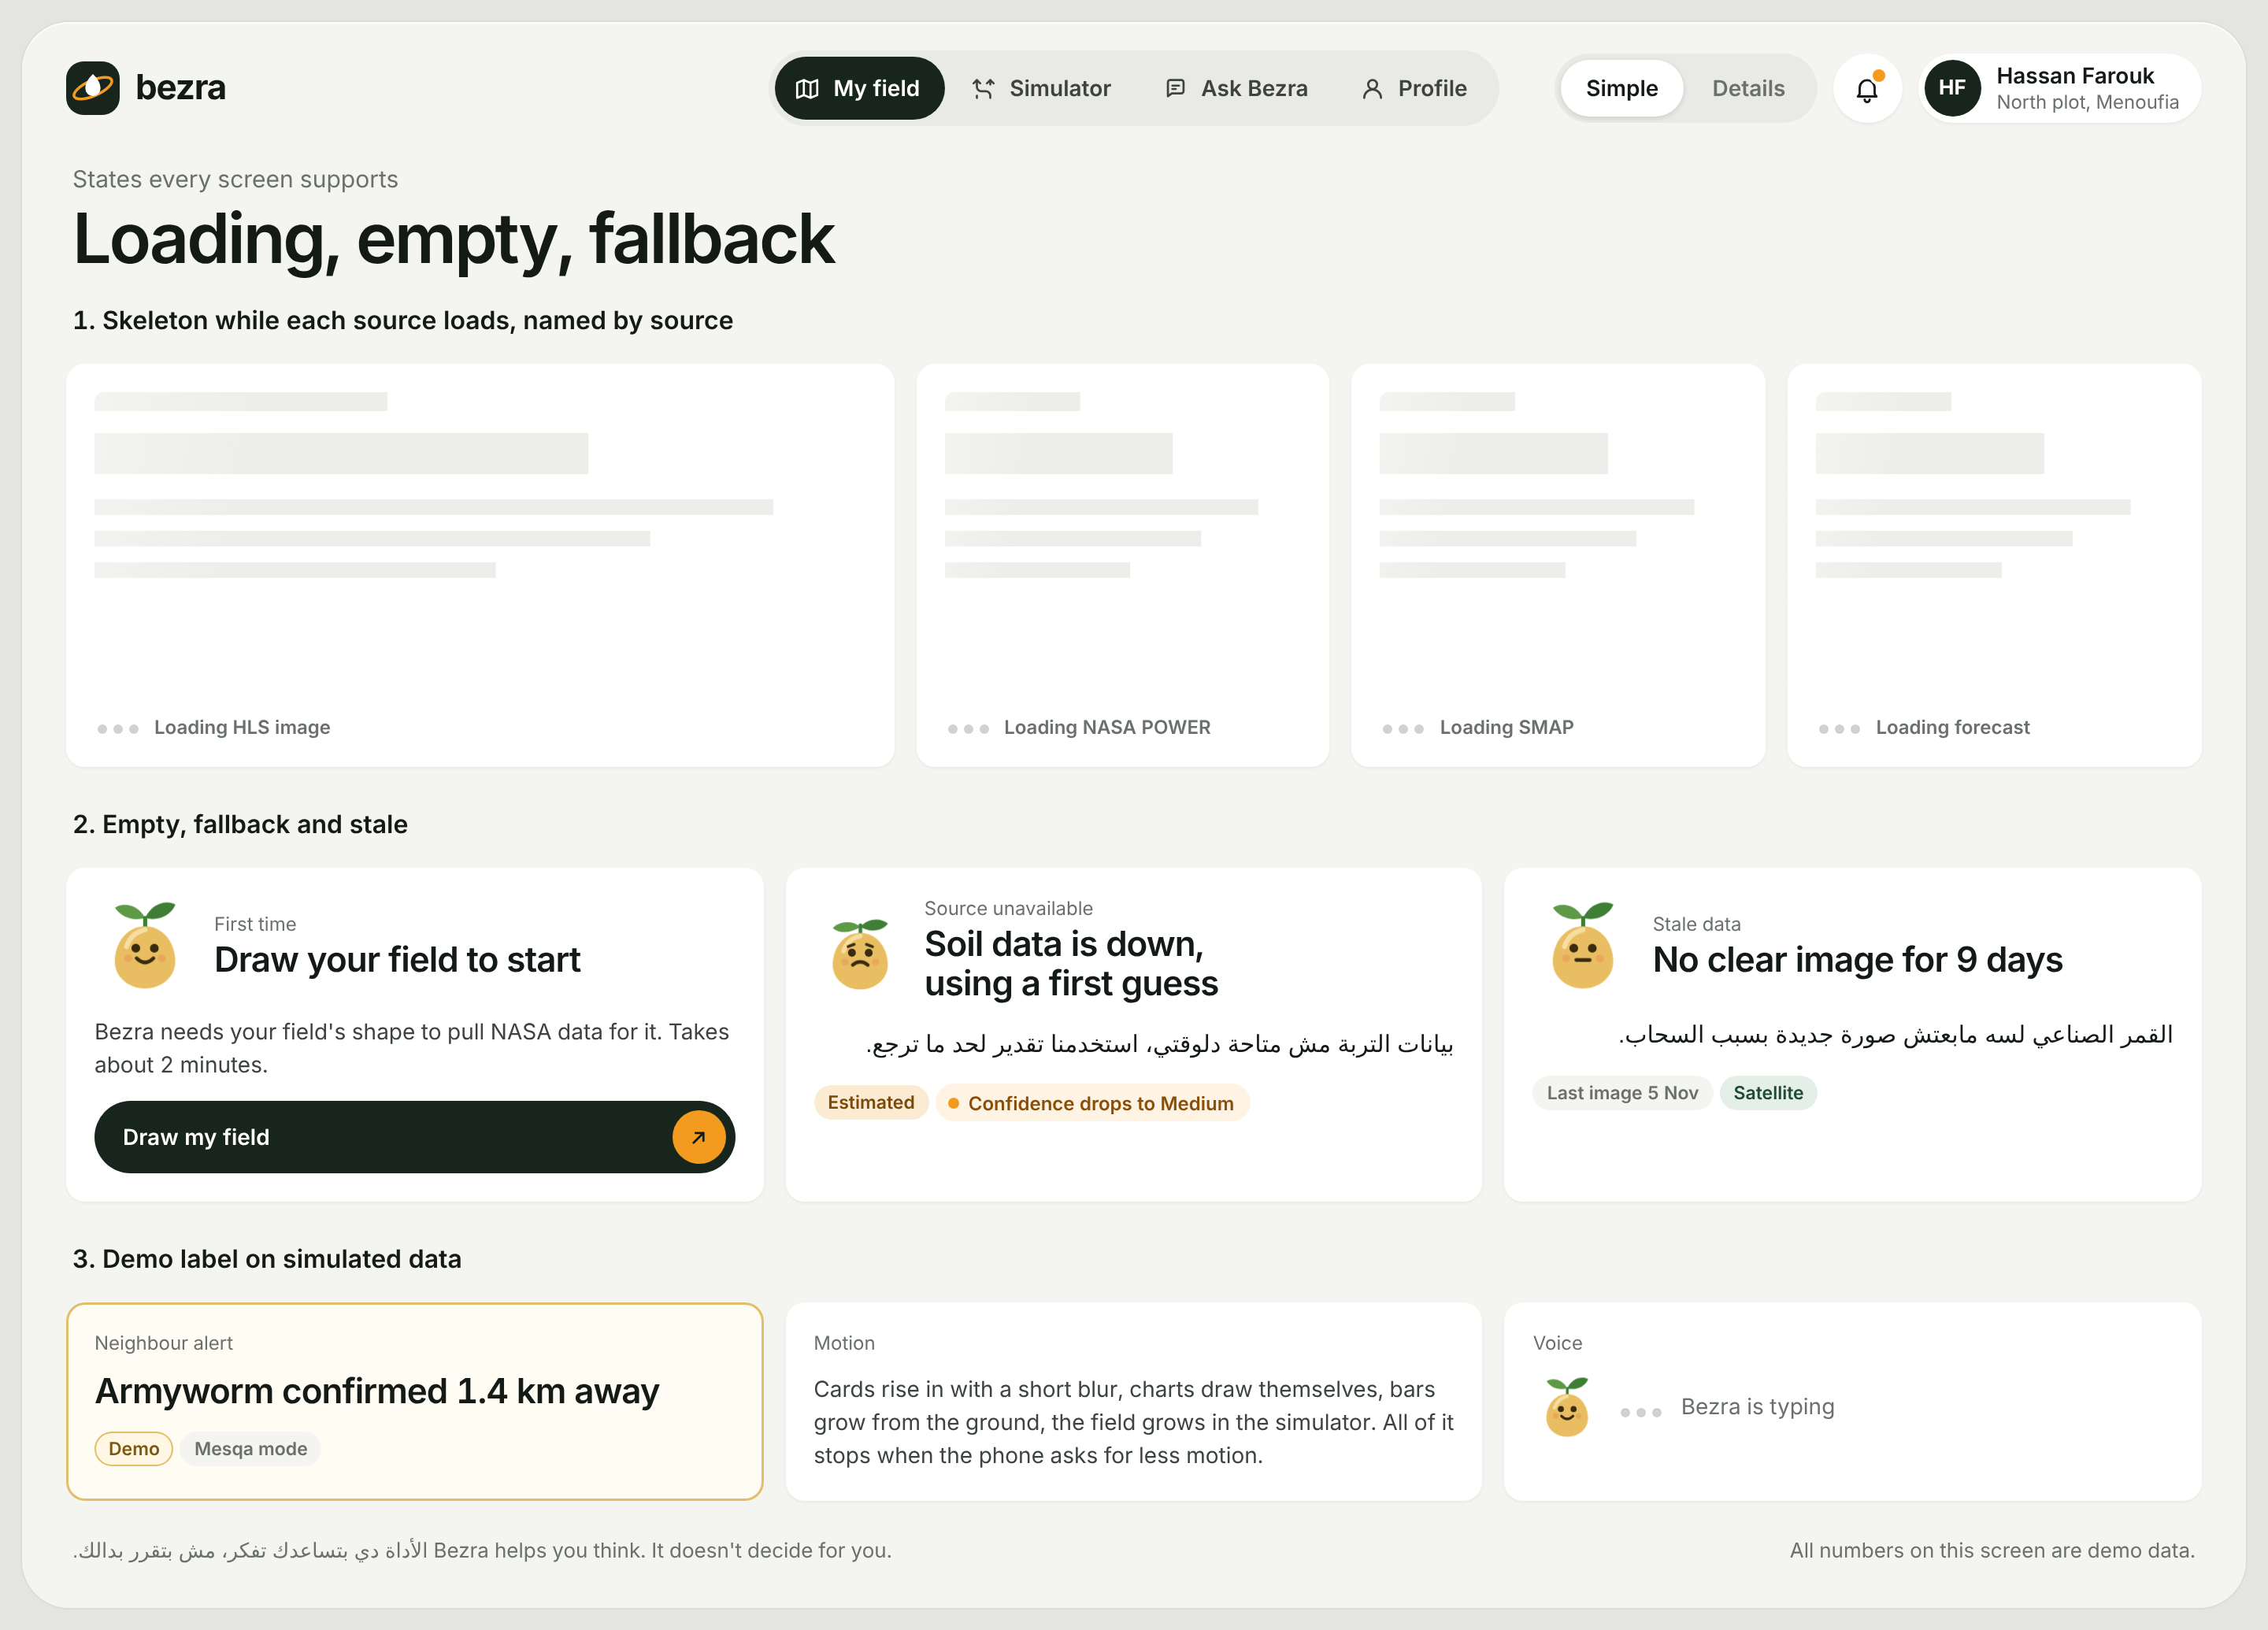 bezra
My field
Simulator
Ask Bezra
Profile
Simple
Details
HF
Hassan Farouk
North plot, Menoufia
States every screen supports
Loading, empty, fallback
1. Skeleton while each source loads, named by source
Loading HLS image
Loading NASA POWER
Loading SMAP
Loading forecast
2. Empty, fallback and stale
First time
Draw your field to start
Bezra needs your field's shape to pull NASA data for it. Takes
about 2 minutes.
Draw my field
Source unavailable
Soil data is down,
using a first guess
بيانات التربة مش متاحة دلوقتي، استخدمنا تقدير لحد ما ترجع.
Estimated
Confidence drops to Medium
Stale data
No clear image for 9 days
القمر الصناعي لسه مابعتش صورة جديدة بسبب السحاب.
Last image 5 Nov
Satellite
3. Demo label on simulated data
Neighbour alert
Armyworm confirmed 1.4 km away
Demo
Mesqa mode
Motion
Cards rise in with a short blur, charts draw themselves, bars
grow from the ground, the field grows in the simulator. All of it
stops when the phone asks for less motion.
Voice
Bezra is typing
الأداة دي بتساعدك تفكر، مش بتقرر بدالك. Bezra helps you think. It doesn't decide for you.
All numbers on this screen are demo data.